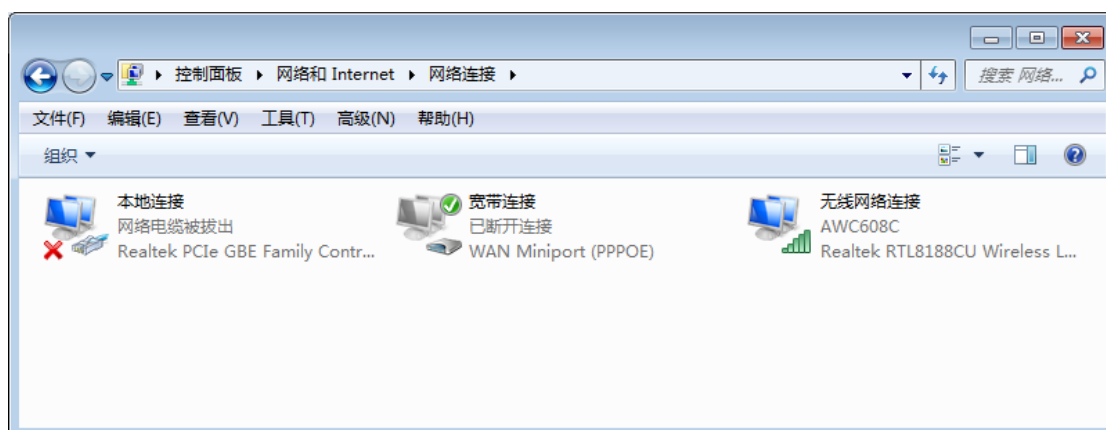 控制面板 ▸ 网络和 Internet ▸ 网络连接 ▸
搜索 网络...
文件(F) 编辑(E) 查看(V) 工具(T) 高级(N) 帮助(H)
组织
本地连接
网络电缆被拔出
Realtek PCIe GBE Family Contr...
宽带连接
已断开连接
WAN Miniport (PPPOE)
无线网络连接
AWC608C
Realtek RTL8188CU Wireless L...